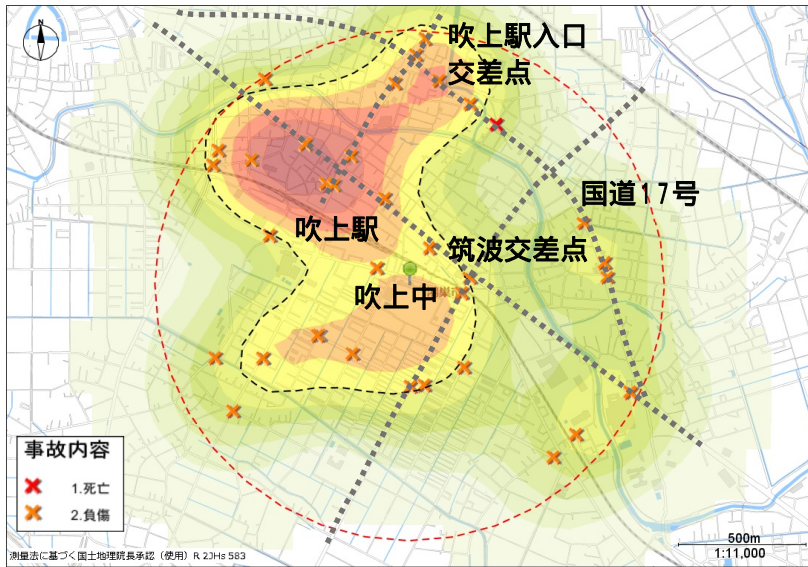 N
吹上駅入口
交差点
国道17号
吹上駅
筑波交差点
吹上中
事故内容
1.死亡
2.負傷
500m
1:11,000
測量法に基づく国土地理院長承認（使用）R 2JHs 583